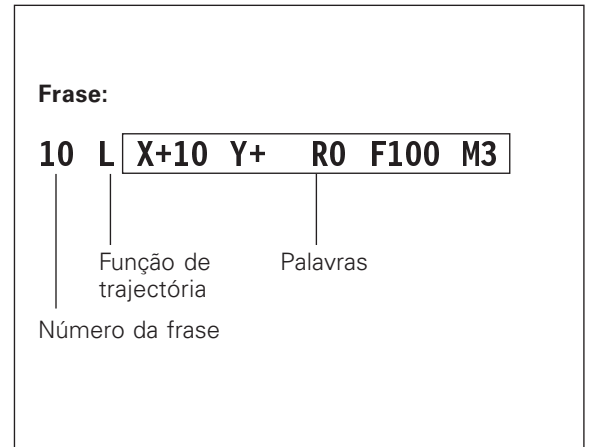 Frase:
10 L X+10 Y+ R0 F100 M3
Função de
trajectória
Palavras
Número da frase